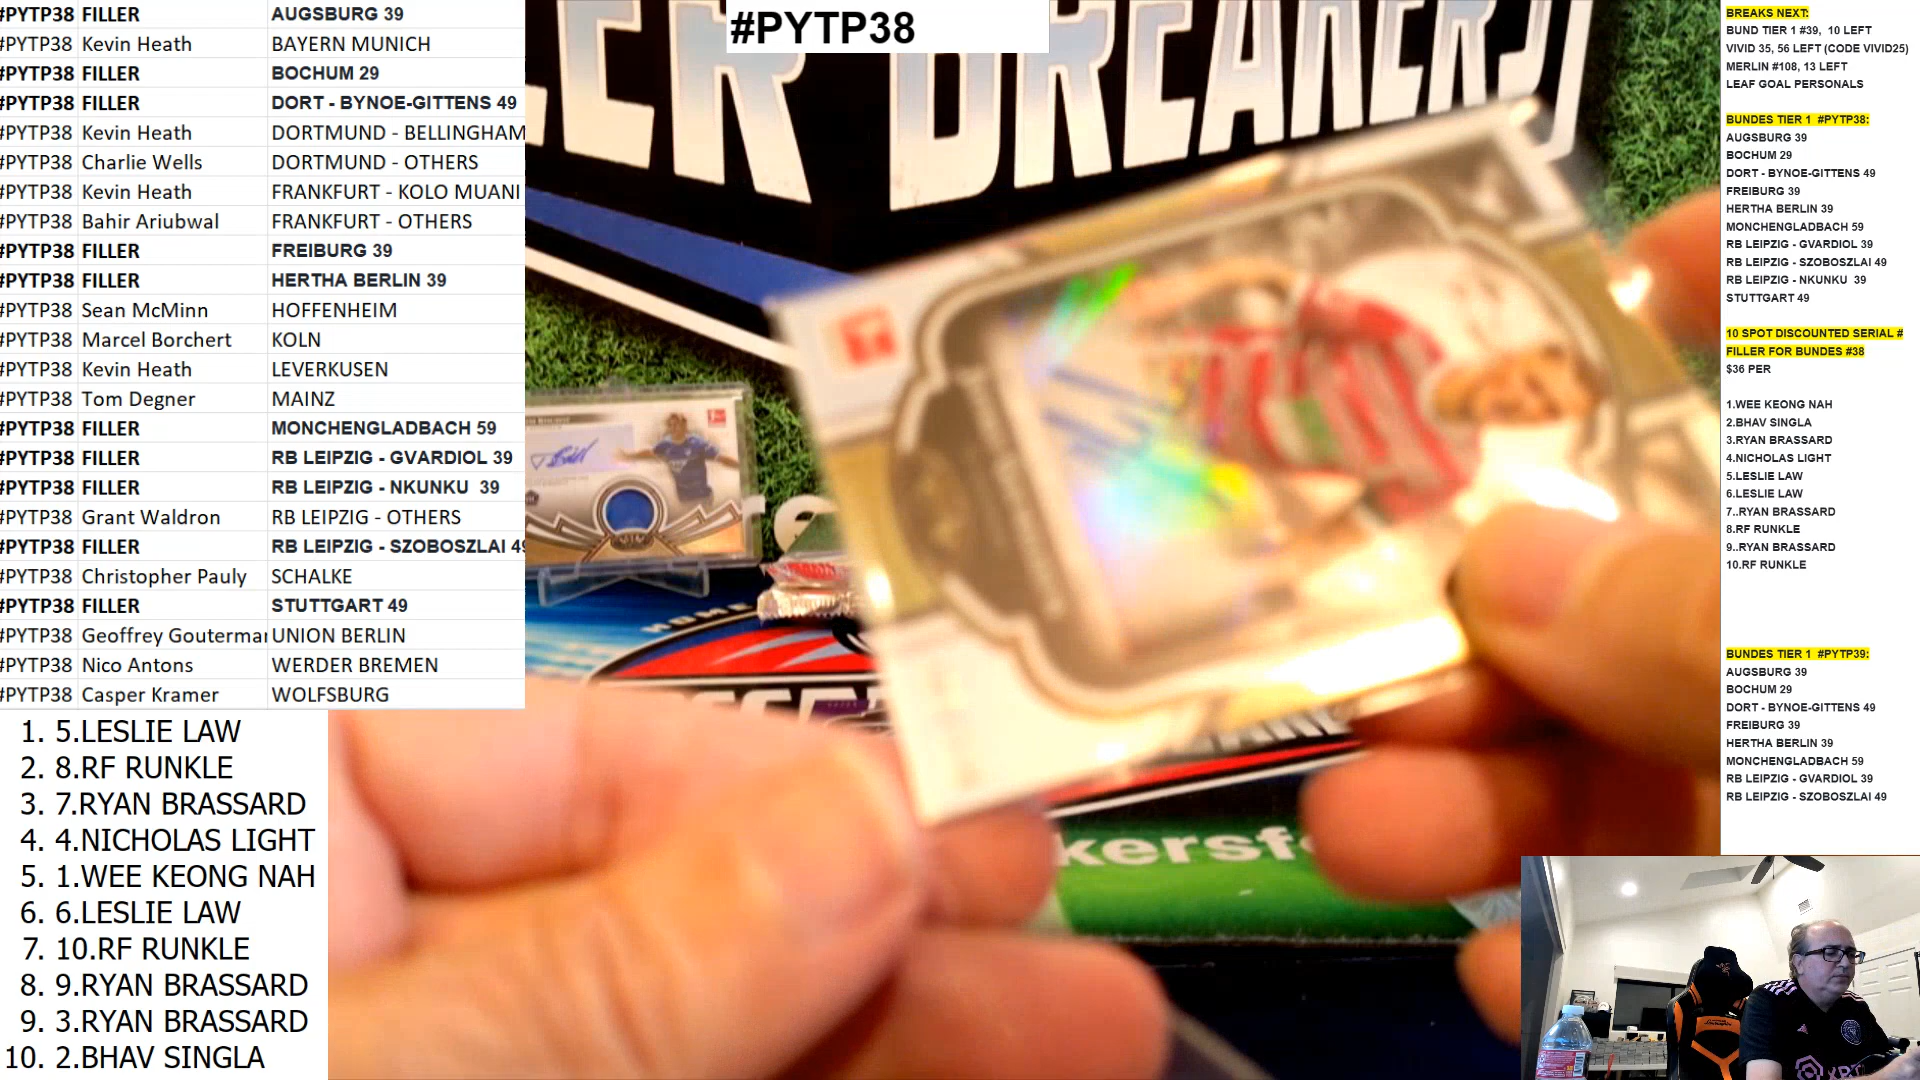 #PYTP38 FILLER AUGSBURG 39
#PYTP38 Kevin Heath BAYERN MUNICH
#PYTP38 FILLER BOCHUM 29
#PYTP38 FILLER DORT - BYNOE-GITTENS 49
#PYTP38 Kevin Heath DORTMUND - BELLINGHAM
#PYTP38 Charlie Wells DORTMUND - OTHERS
#PYTP38 Kevin Heath FRANKFURT - KOLO MUANI
#PYTP38 Bahir Ariubwal FRANKFURT - OTHERS
#PYTP38 FILLER FREIBURG 39
#PYTP38 FILLER HERTHA BERLIN 39
#PYTP38 Sean McMinn HOFFENHEIM
#PYTP38 Marcel Borchert KOLN
#PYTP38 Kevin Heath LEVERKUSEN
#PYTP38 Tom Degner MAINZ
#PYTP38 FILLER MONCHENGLADBACH 59
#PYTP38 FILLER RB LEIPZIG - GVARDIOL 39
#PYTP38 FILLER RB LEIPZIG - NKUNKU 39
#PYTP38 Grant Waldron RB LEIPZIG - OTHERS
#PYTP38 FILLER RB LEIPZIG - SZOBOSZLAI 49
#PYTP38 Christopher Pauly SCHALKE
#PYTP38 FILLER STUTTGART 49
#PYTP38 Geoffrey Gouterman UNION BERLIN
#PYTP38 Nico Antons WERDER BREMEN
#PYTP38 Casper Kramer WOLFSBURG
1. 5.LESLIE LAW
2. 8.RF RUNKLE
3. 7.RYAN BRASSARD
4. 4.NICHOLAS LIGHT
5. 1.WEE KEONG NAH
6. 6.LESLIE LAW
7. 10.RF RUNKLE
8. 9.RYAN BRASSARD
9. 3.RYAN BRASSARD
10. 2.BHAV SINGLA
#PYTP38
LER BREAKERS
kersf
BREAKS NEXT:
BUND TIER 1 #39, 10 LEFT
VIVID 35, 56 LEFT (CODE VIVID25)
MERLIN #108, 13 LEFT
LEAF GOAL PERSONALS
BUNDES TIER 1 #PYTP38:
AUGSBURG 39
BOCHUM 29
DORT - BYNOE-GITTENS 49
FREIBURG 39
HERTHA BERLIN 39
MONCHENGLADBACH 59
RB LEIPZIG - GVARDIOL 39
RB LEIPZIG - SZOBOSZLAI 49
RB LEIPZIG - NKUNKU 39
STUTTGART 49
10 SPOT DISCOUNTED SERIAL #
FILLER FOR BUNDES #38
$36 PER
1.WEE KEONG NAH
2.BHAV SINGLA
3.RYAN BRASSARD
4.NICHOLAS LIGHT
5.LESLIE LAW
6.LESLIE LAW
7..RYAN BRASSARD
8.RF RUNKLE
9..RYAN BRASSARD
10.RF RUNKLE
BUNDES TIER 1 #PYTP39:
AUGSBURG 39
BOCHUM 29
DORT - BYNOE-GITTENS 49
FREIBURG 39
HERTHA BERLIN 39
MONCHENGLADBACH 59
RB LEIPZIG - GVARDIOL 39
RB LEIPZIG - SZOBOSZLAI 49